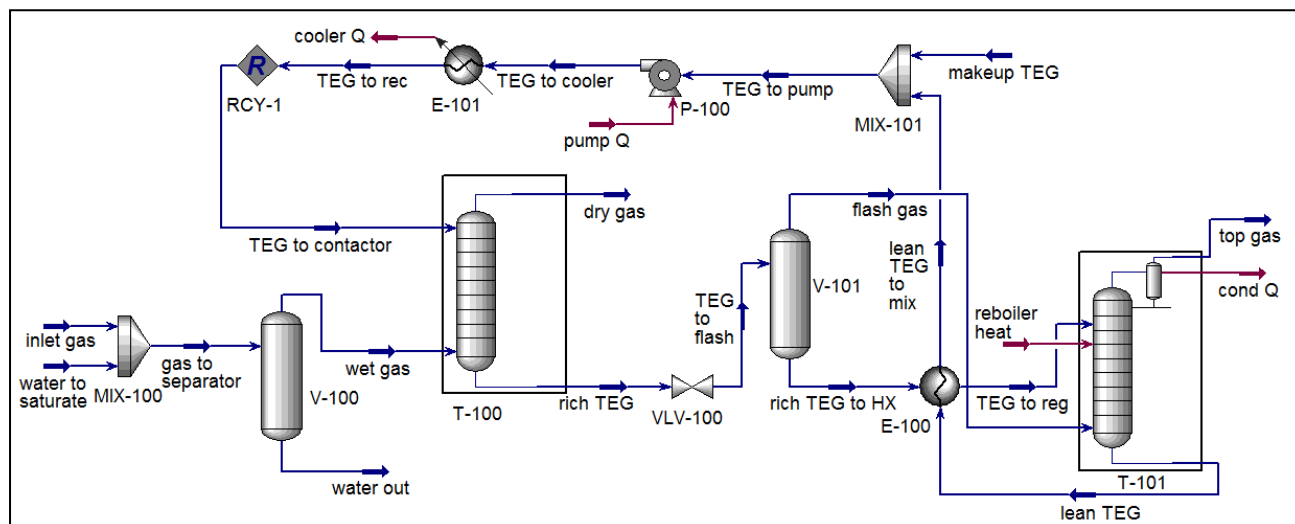 cooler Q
R
TEG to rec
TEG to cooler
TEG to pump
makeup TEG
RCY-1
E-101
P-100
MIX-101
pump Q
dry gas
flash gas
top gas
TEG to contactor
lean
TEG
to
mix
V-101
cond Q
TEG
to
flash
reboiler
heat
inlet gas
water to
saturate
MIX-100
gas to
separator
V-100
wet gas
T-100
rich TEG
VLV-100
rich TEG to HX
E-100
TEG to reg
T-101
water out
lean TEG